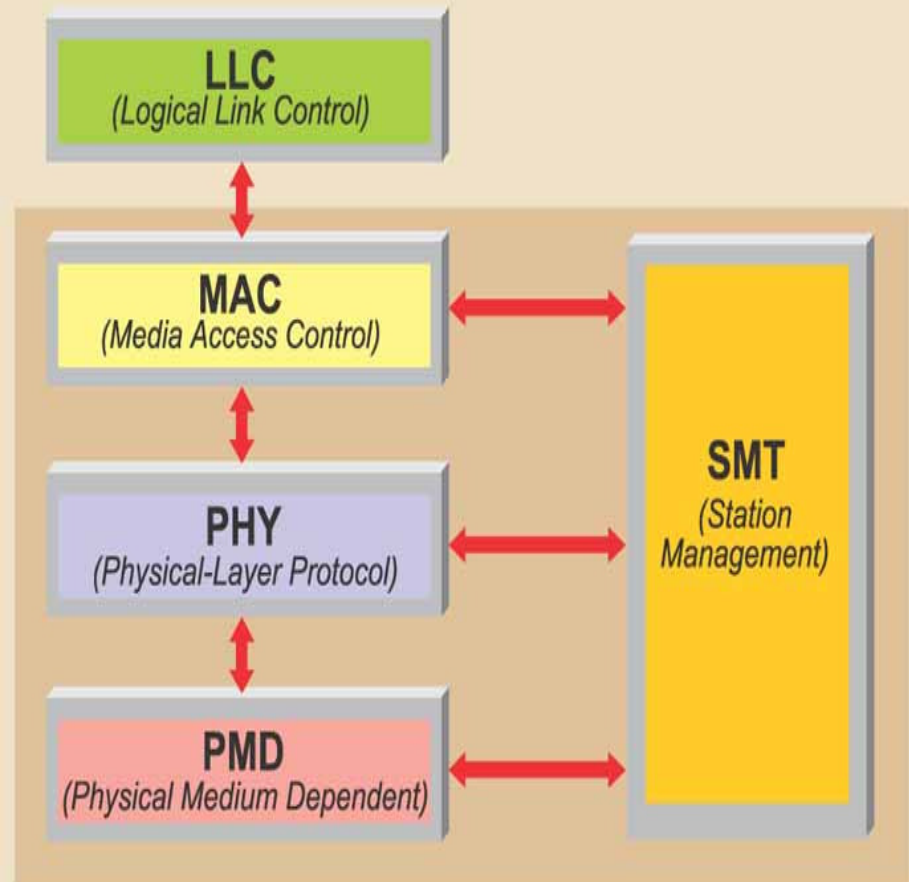 LLC
(Logical Link Control)
MAC
(Media Access Control)
PHY
(Physical-Layer Protocol)
PMD
(Physical Medium Dependent)
SMT
(Station
Management)